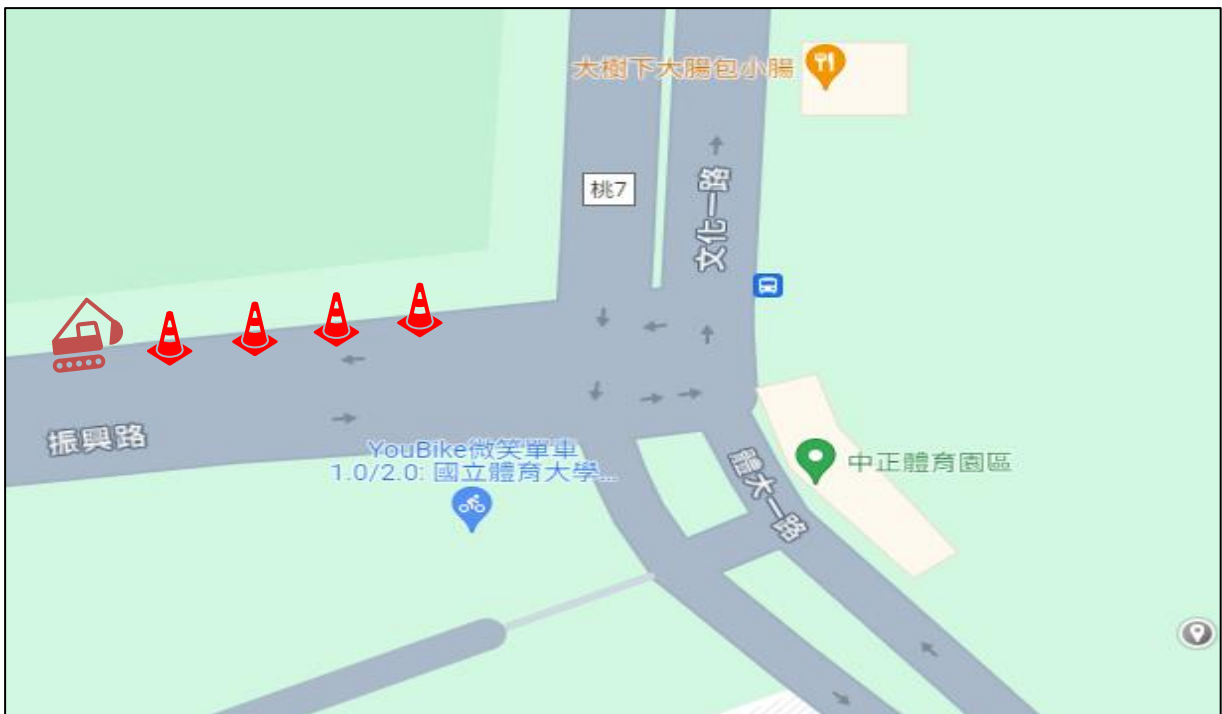 大樹下大腸包小腸
桃7
文化一路
振興路
YouBike微笑單車
1.0/2.0: 國立體育大學...
體大一路
中正體育園區